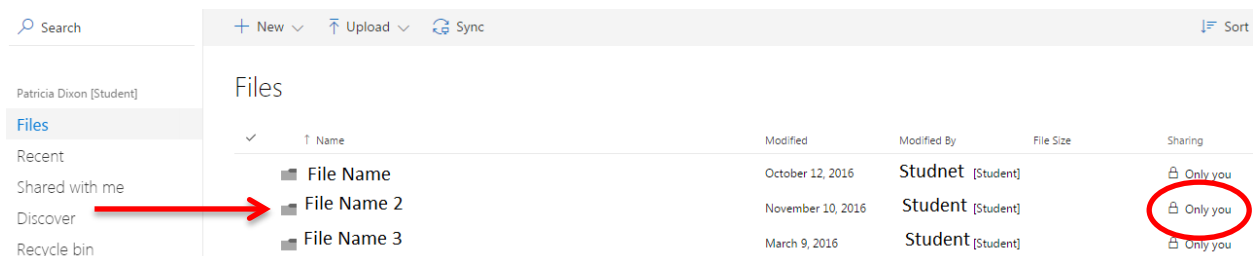 Search
New
Upload
Sync
Sort
Patricia Dixon [Student]
Files
Recent
Shared with me
Discover
Recycle bin
Files
Name Modified Modified By File Size Sharing
File Name October 12, 2016 Studnet [Student] Only you
File Name 2 November 10, 2016 Student [Student] Only you
File Name 3 March 9, 2016 Student [Student] Only you